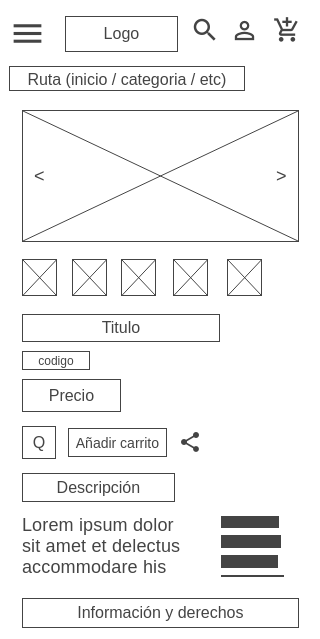 Logo
Ruta (inicio / categoria / etc)
< >
Titulo
codigo
Precio
Q Añadir carrito
Descripción
Lorem ipsum dolor
sit amet et delectus
accommodare his
Información y derechos